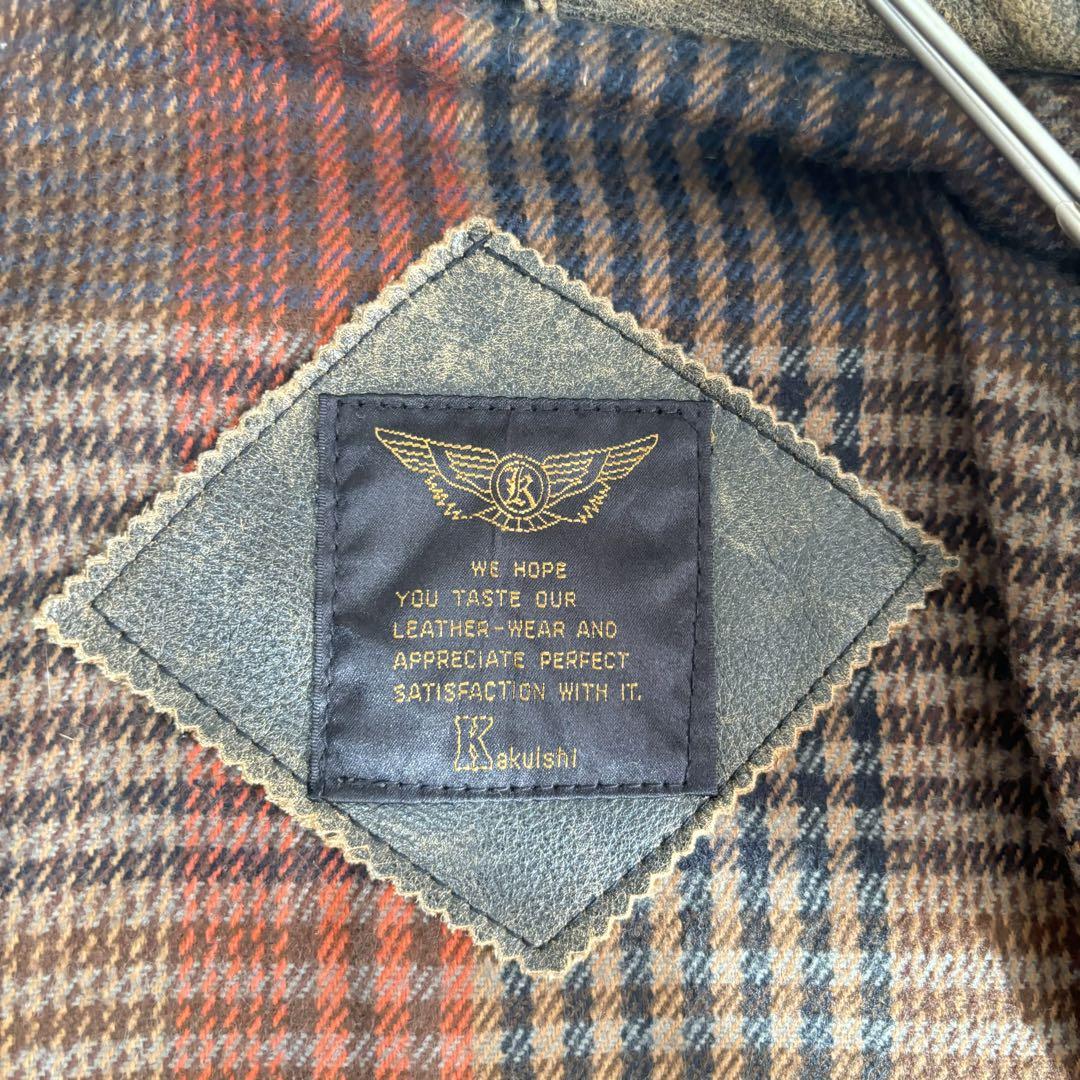 K
WE HOPE
YOU TASTE OUR
LEATHER-WEAR AND
APPRECIATE PERFECT
SATISFACTION WITH IT.
Kakuishi